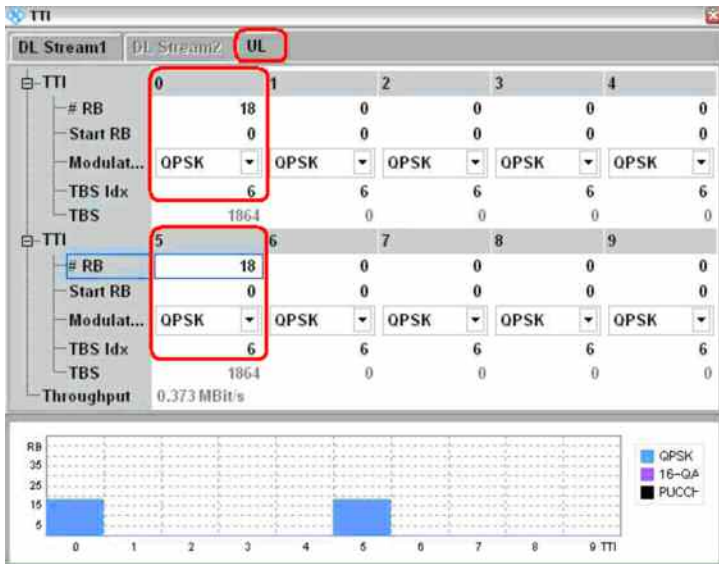 TTI
DL Stream1 DL Stream2 UL
TTI 0 1 2 3 4
# RB 18 0 0 0 0
Start RB 0 0 0 0 0
Modulat... QPSK QPSK QPSK QPSK QPSK
TBS Idx 6 6 6 6 6
TBS 1864 0 0 0 0
TTI 5 6 7 8 9
# RB 18 0 0 0 0
Start RB 0 0 0 0 0
Modulat... QPSK QPSK QPSK QPSK QPSK
TBS Idx 6 6 6 6 6
TBS 1864 0 0 0 0
Throughput 0.373 MBit/s
RB
35
25
15
5
0 1 2 3 4 5 6 7 8 9 TTI
QPSK
16-QA
PUCCH